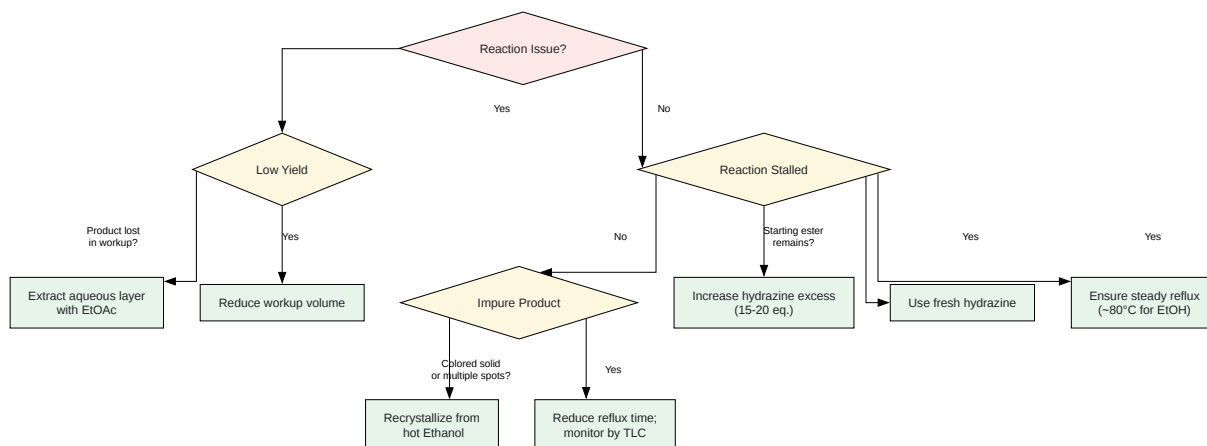 Reaction Issue?
Yes
No
Low Yield
Reaction Stalled
Product lost
in workup?
Yes
No
Starting ester
remains?
Yes
Yes
Extract aqueous layer
with EtOAc
Reduce workup volume
Impure Product
Increase hydrazine excess
(15-20 eq.)
Use fresh hydrazine
Ensure steady reflux
(~80°C for EtOH)
Colored solid
or multiple spots?
Yes
Recrystallize from
hot Ethanol
Reduce reflux time;
monitor by TLC